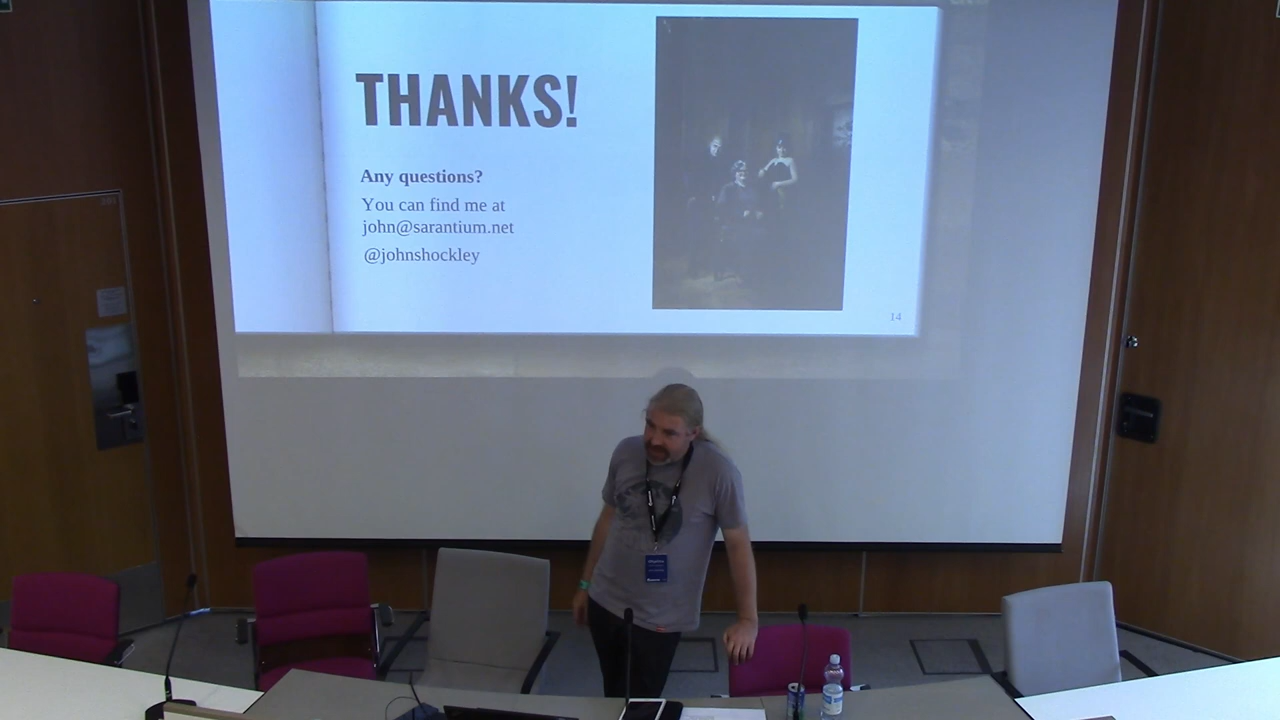 THANKS!
Any questions?
You can find me at
john@sarantium.net
@johnshockley
14